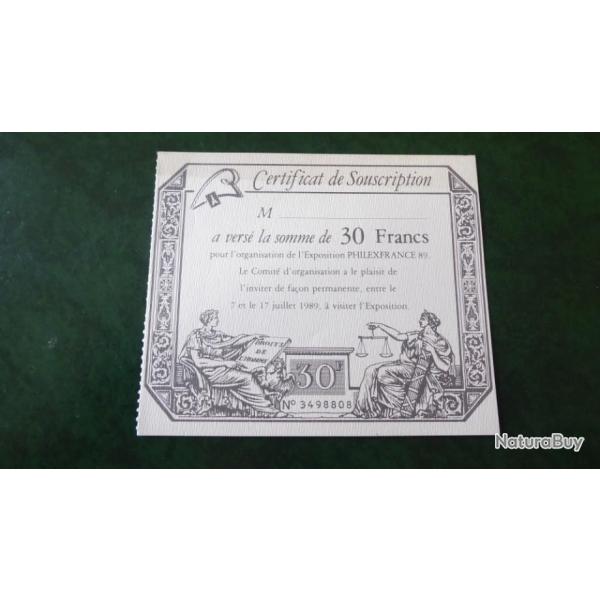 Certificat de Souscription
A
M
a versé la somme de 30 Francs
pour l'organisation de l'Exposition PHILEXFRANCE 89.
Le Comité d'organisation a le plaisir de
l'inviter de façon permanente, entre le
7 et le 17 juillet 1989, à visiter l'Exposition.
DROITS
DE
L'HOMME
30F
No 3498808
NaturaBuy